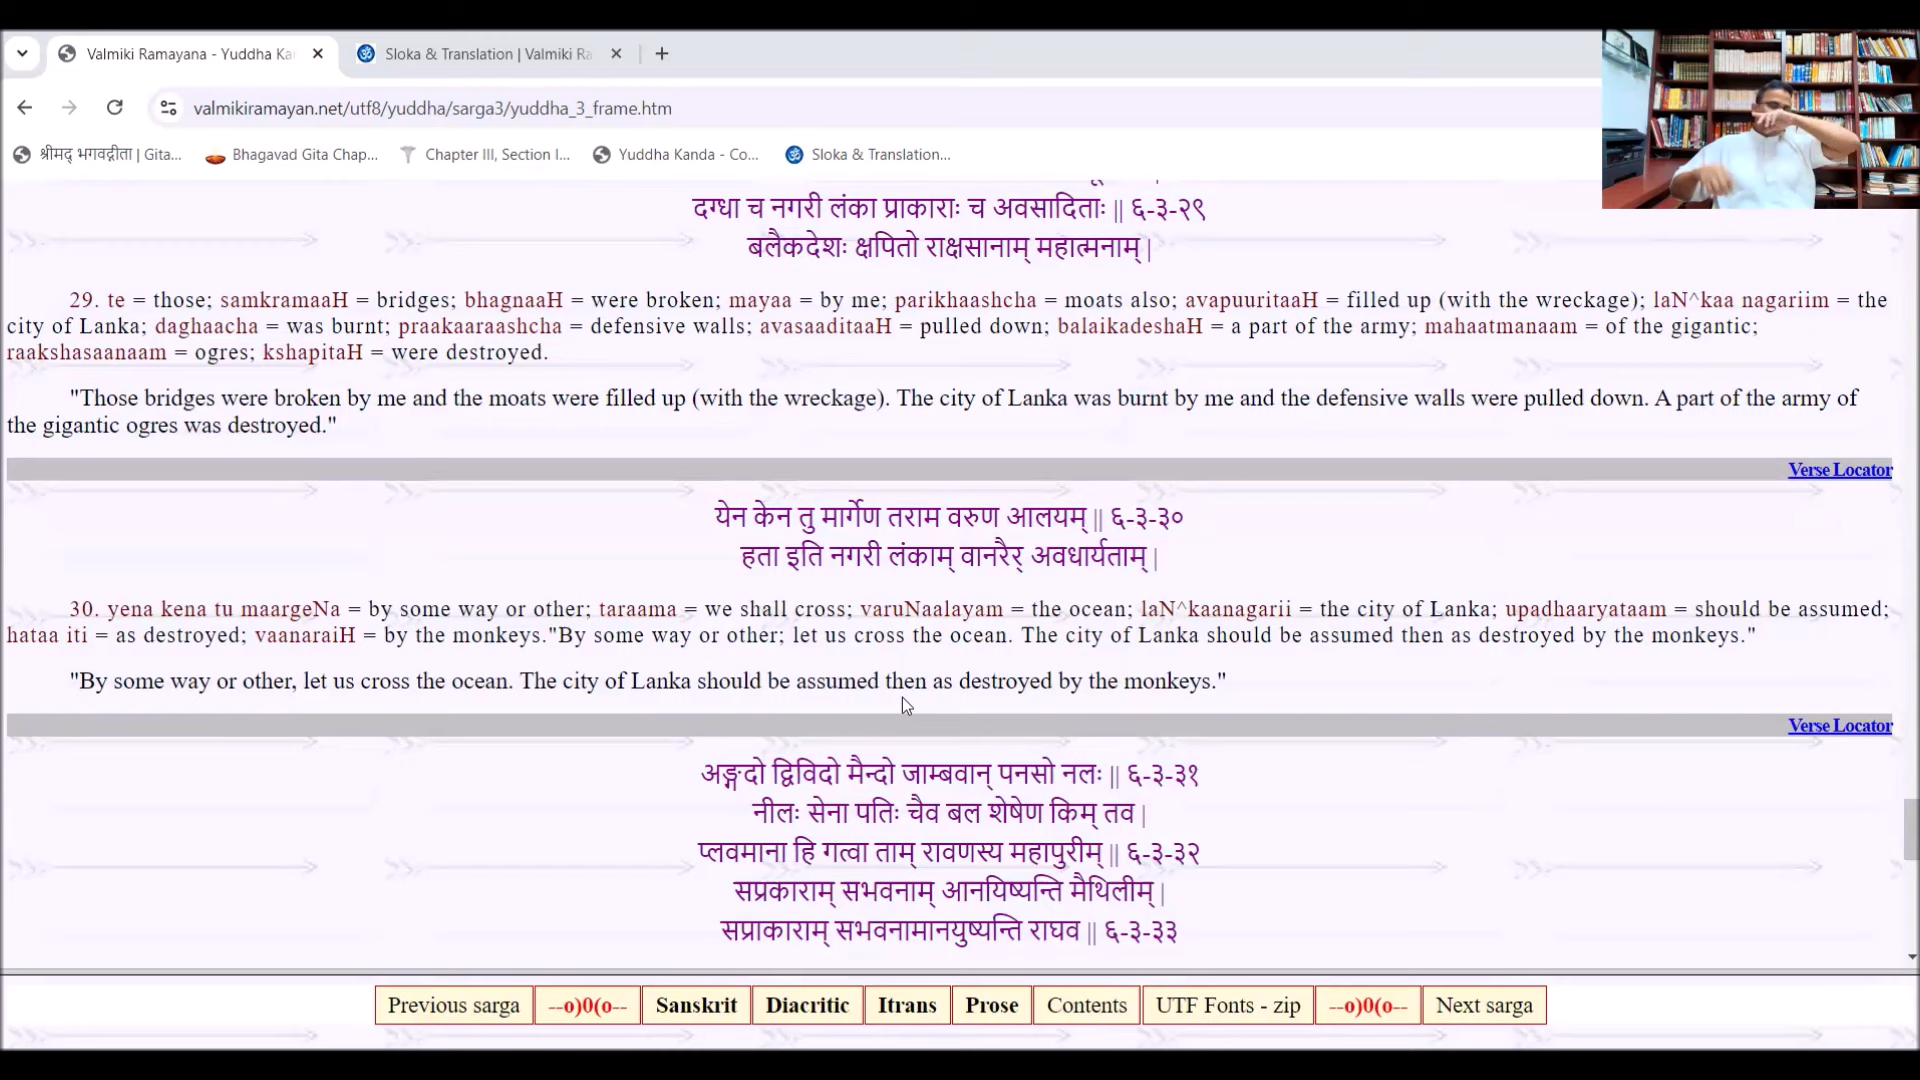 Valmiki Ramayana - Yuddha Ka
Sloka & Translation | Valmiki Ra
valmikiramayan.net/utf8/yuddha/sarga3/yuddha_3_frame.htm
श्रीमद् भगवद्गीता | Gita...
Bhagavad Gita Chap...
Chapter III, Section I...
Yuddha Kanda - Co...
Sloka & Translation...
दग्धा च नगरी लंका प्राकाराः च अवसादिताः || ६-३-२९
बलैकदेशः क्षपितो राक्षसानाम् महात्मनाम् |
29. te = those; samkramaaH = bridges; bhagnaaH = were broken; mayaa = by me; parikhaashcha = moats also; avapuuritaaH = filled up (with the wreckage); laN^kaa nagariim = the
city of Lanka; daghaacha = was burnt; praakaaraashcha = defensive walls; avasaaditaaH = pulled down; balaikadeshaH = a part of the army; mahaatmanaam = of the gigantic;
raakshasaanaam = ogres; kshapitaH = were destroyed.
"Those bridges were broken by me and the moats were filled up (with the wreckage). The city of Lanka was burnt by me and the defensive walls were pulled down. A part of the army of
the gigantic ogres was destroyed."
Verse Locator
येन केन तु मार्गेण तराम वरुण आलयम् || ६-३-३०
हता इति नगरी लंकाम् वानरैर् अवधार्यताम् |
30. yena kena tu maargeNa = by some way or other; taraama = we shall cross; varuNaalayam = the ocean; laN^kaanagarii = the city of Lanka; upadhaaryataam = should be assumed;
hataa iti = as destroyed; vaanaraiH = by the monkeys."By some way or other; let us cross the ocean. The city of Lanka should be assumed then as destroyed by the monkeys."
"By some way or other, let us cross the ocean. The city of Lanka should be assumed then as destroyed by the monkeys."
Verse Locator
अङ्गदो द्विविदो मैन्दो जाम्बवान् पनसो नलः || ६-३-३१
नीलः सेना पतिः चैव बल शेषेण किम् तव |
प्लवमाना हि गत्वा ताम् रावणस्य महापुरीम् || ६-३-३२
सप्रकाराम् सभवनाम् आनयिष्यन्ति मैथिलीम् |
सप्राकाराम् सभवनामानयुष्यन्ति राघव || ६-३-३३
Previous sarga --o)0(o-- Sanskrit Diacritic Itrans Prose Contents UTF Fonts - zip --o)0(o-- Next sarga